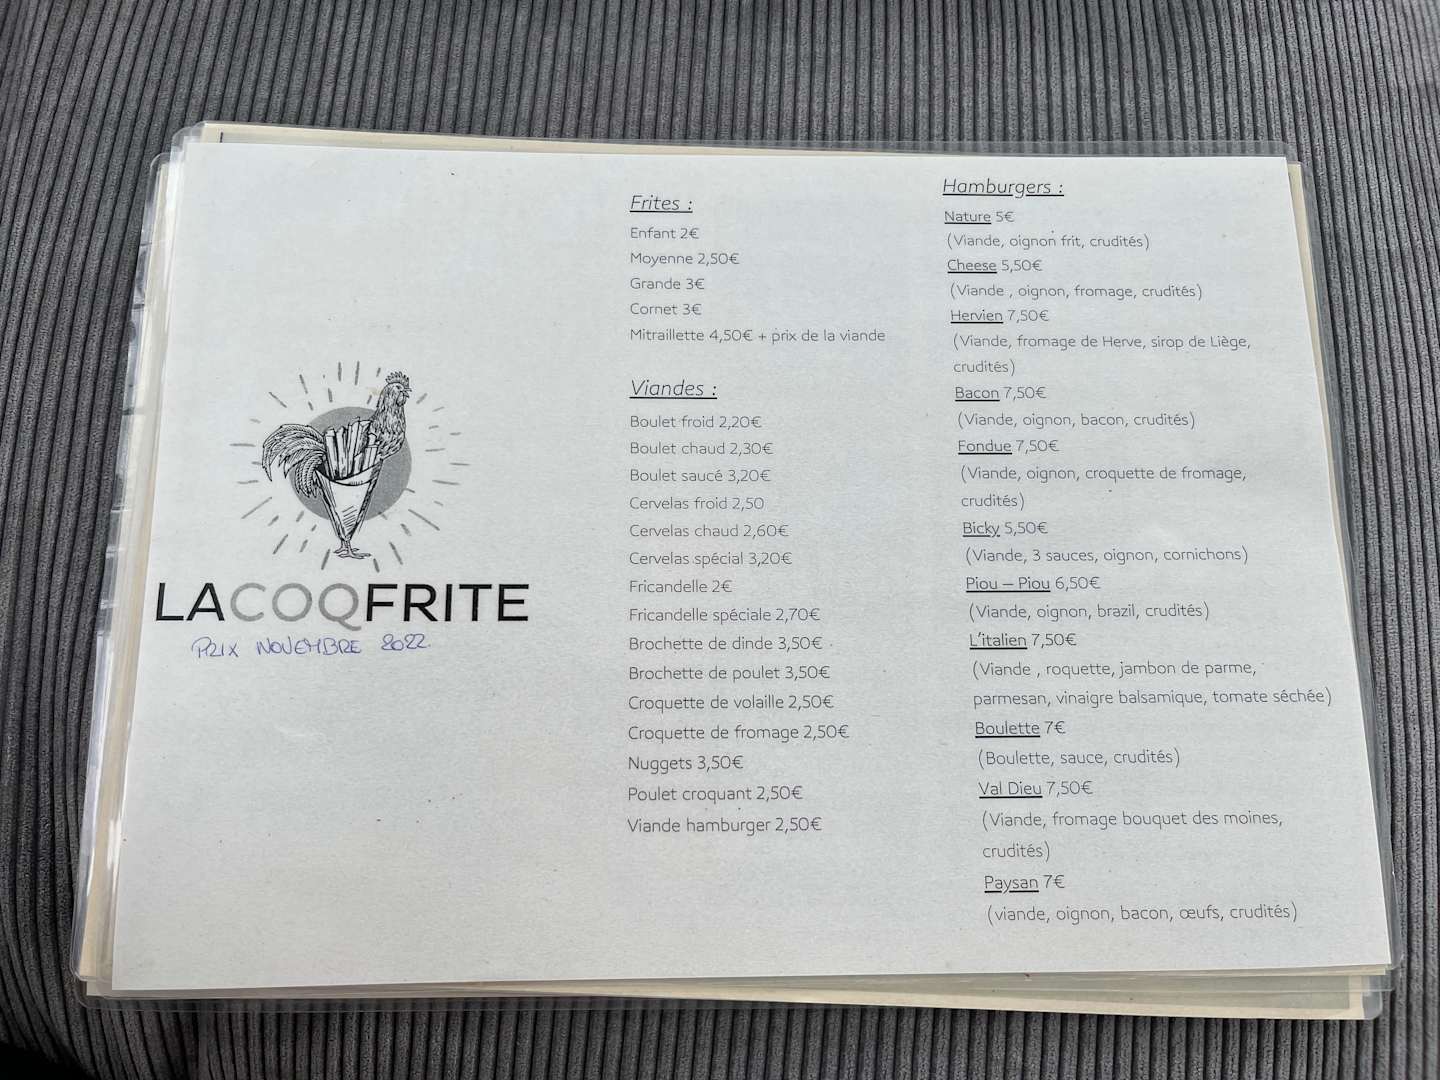 LACOQFRITE
PRIX NOVEMBRE 2022
Frites :
Enfant 2€
Moyenne 2,50€
Grande 3€
Cornet 3€
Mitraillette 4,50€ + prix de la viande
Viandes :
Boulet froid 2,20€
Boulet chaud 2,30€
Boulet saucé 3,20€
Cervelas froid 2,50
Cervelas chaud 2,60€
Cervelas spécial 3,20€
Fricandelle 2€
Fricandelle spéciale 2,70€
Brochette de dinde 3,50€
Brochette de poulet 3,50€
Croquette de volaille 2,50€
Croquette de fromage 2,50€
Nuggets 3,50€
Poulet croquant 2,50€
Viande hamburger 2,50€
Hamburgers :
Nature 5€
(Viande, oignon frit, crudités)
Cheese 5,50€
(Viande , oignon, fromage, crudités)
Hervien 7,50€
(Viande, fromage de Herve, sirop de Liège,
crudités)
Bacon 7,50€
(Viande, oignon, bacon, crudités)
Fondue 7,50€
(Viande, oignon, croquette de fromage,
crudités)
Bicky 5,50€
(Viande, 3 sauces, oignon, cornichons)
Piou – Piou 6,50€
(Viande, oignon, brazil, crudités)
L'italien 7,50€
(Viande , roquette, jambon de parme,
parmesan, vinaigre balsamique, tomate séchée)
Boulette 7€
(Boulette, sauce, crudités)
Val Dieu 7,50€
(Viande, fromage bouquet des moines,
crudités)
Paysan 7€
(viande, oignon, bacon, œufs, crudités)